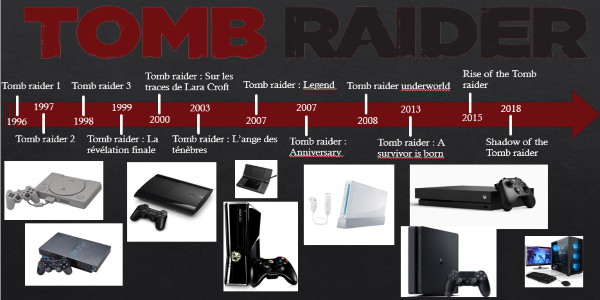 TOMB RAIDER
Tomb raider 1
Tomb raider 3
Tomb raider : Sur les
traces de Lara Croft
Tomb raider : Legend
Tomb raider underworld
Rise of the Tomb
raider
1996
1997
1998
1999
2000
2003
2007
2007
2008
2013
2015
2018
Tomb raider 2
Tomb raider : La
révélation finale
Tomb raider : L'ange des
ténèbres
Tomb raider :
Anniversary
Tomb raider : A
survivor is born
Shadow of the
Tomb raider